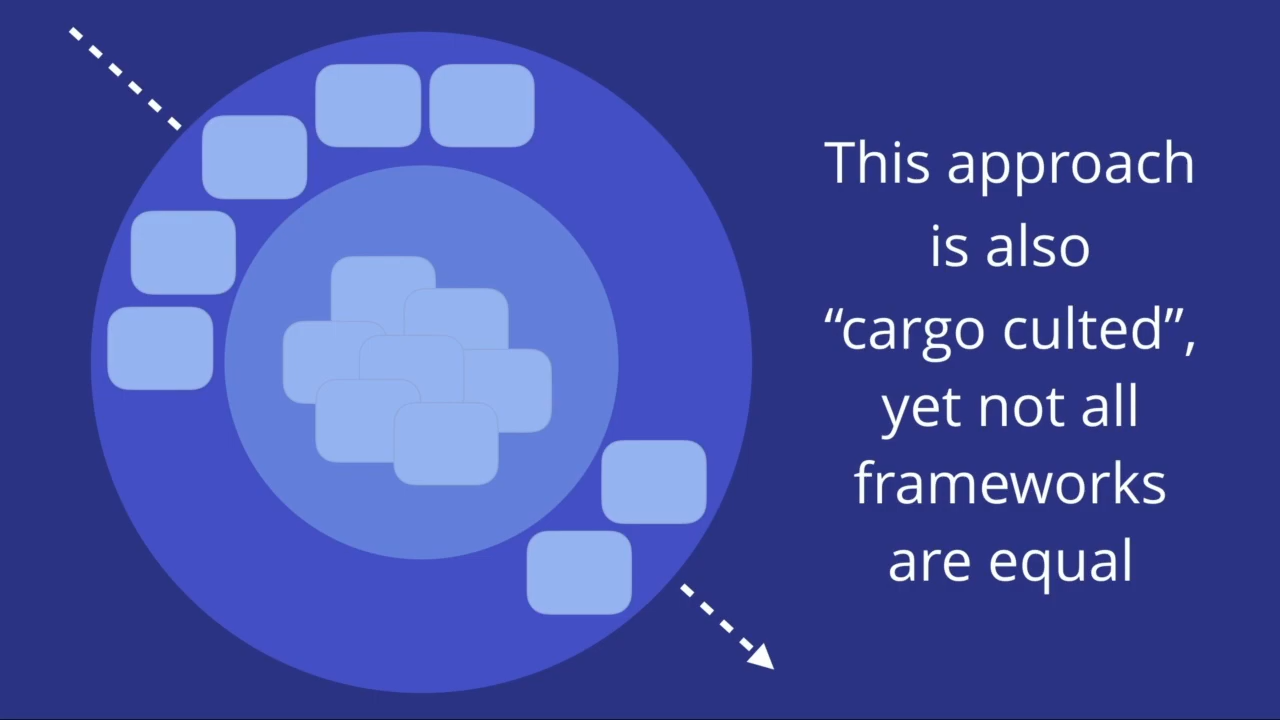 This approach
is also
“cargo culted”,
yet not all
frameworks
are equal